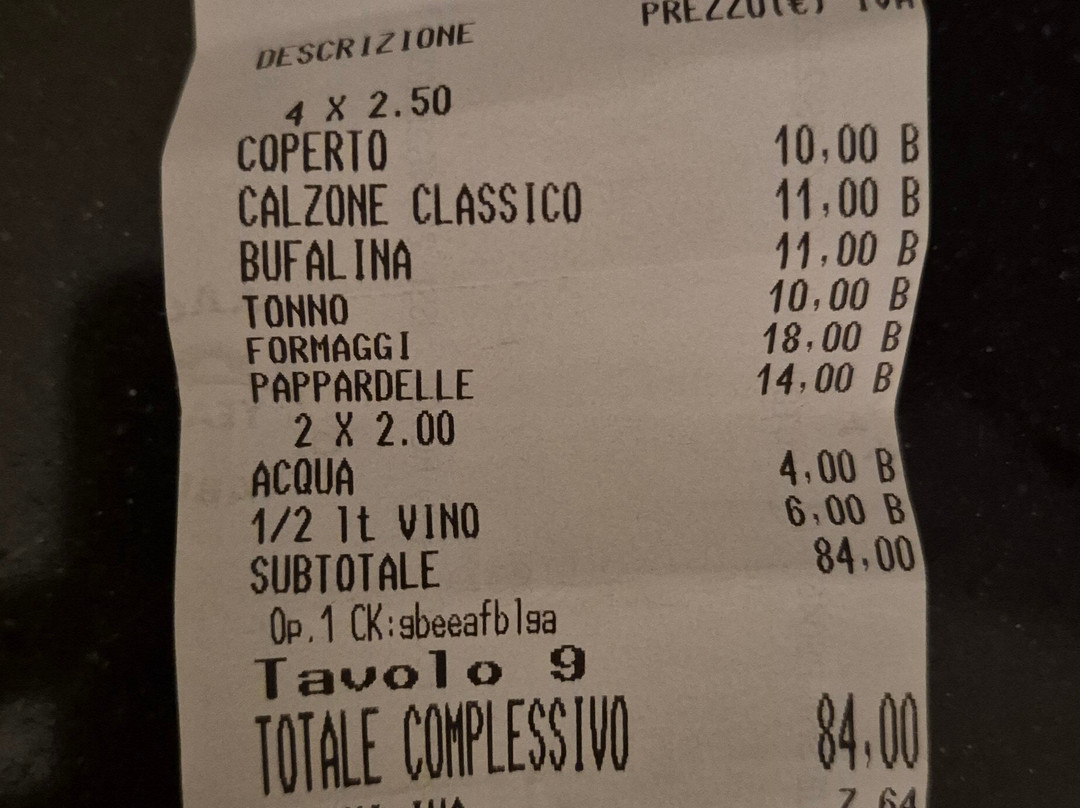 DESCRIZIONE PREZZO(€) IVA
4 X 2.50
COPERTO 10,00 B
CALZONE CLASSICO 11,00 B
BUFALINA 11,00 B
TONNO 10,00 B
FORMAGGI 18,00 B
PAPPARDELLE 14,00 B
2 X 2.00
ACQUA 4,00 B
1/2 lt VINO 6,00 B
SUBTOTALE 84,00
Op.1 CK:gbeeafblga
Tavolo 9
TOTALE COMPLESSIVO 84,00
IVA 7,64